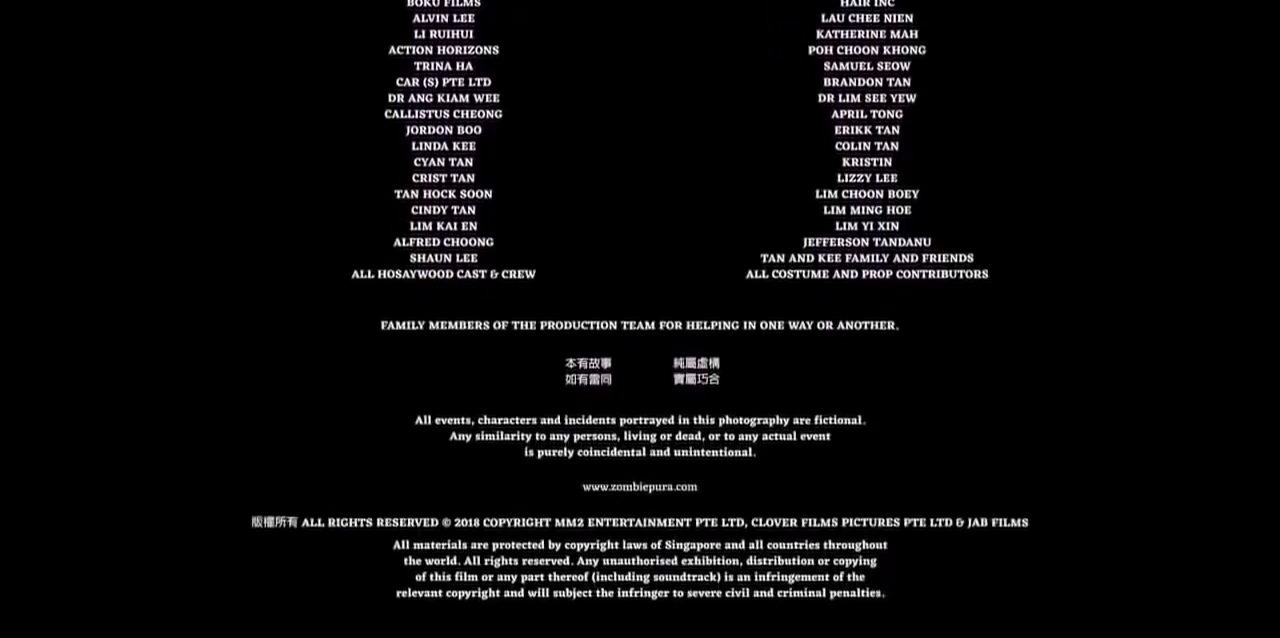 BOKU FILMS
ALVIN LEE
LI RUIHUI
ACTION HORIZONS
TRINA HA
CAR (S) PTE LTD
DR ANG KIAM WEE
CALLISTUS CHEONG
JORDON BOO
LINDA KEE
CYAN TAN
CRIST TAN
TAN HOCK SOON
CINDY TAN
LIM KAI EN
ALFRED CHOONG
SHAUN LEE
ALL HOSAYWOOD CAST & CREW
HAIR INC
LAU CHEE NIEN
KATHERINE MAH
POH CHOON KHONG
SAMUEL SEOW
BRANDON TAN
DR LIM SEE YEW
APRIL TONG
ERIKK TAN
COLIN TAN
KRISTIN
LIZZY LEE
LIM CHOON BOEY
LIM MING HOE
LIM YI XIN
JEFFERSON TANDANU
TAN AND KEE FAMILY AND FRIENDS
ALL COSTUME AND PROP CONTRIBUTORS
FAMILY MEMBERS OF THE PRODUCTION TEAM FOR HELPING IN ONE WAY OR ANOTHER.
本有故事 純屬虛構
如有雷同 實屬巧合
All events, characters and incidents portrayed in this photography are fictional.
Any similarity to any persons, living or dead, or to any actual event
is purely coincidental and unintentional.
www.zombiepura.com
版權所有 ALL RIGHTS RESERVED © 2018 COPYRIGHT MM2 ENTERTAINMENT PTE LTD, CLOVER FILMS PICTURES PTE LTD & JAB FILMS
All materials are protected by copyright laws of Singapore and all countries throughout
the world. All rights reserved. Any unauthorised exhibition, distribution or copying
of this film or any part thereof (including soundtrack) is an infringement of the
relevant copyright and will subject the infringer to severe civil and criminal penalties.